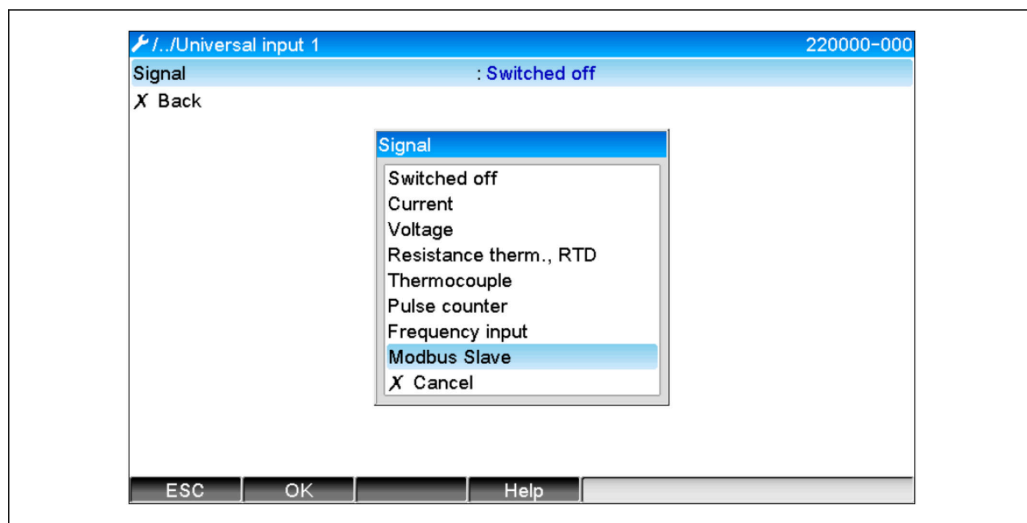 /../Universal input 1 220000-000
Signal : Switched off
X Back
Signal
Switched off
Current
Voltage
Resistance therm., RTD
Thermocouple
Pulse counter
Frequency input
Modbus Slave
X Cancel
ESC OK Help